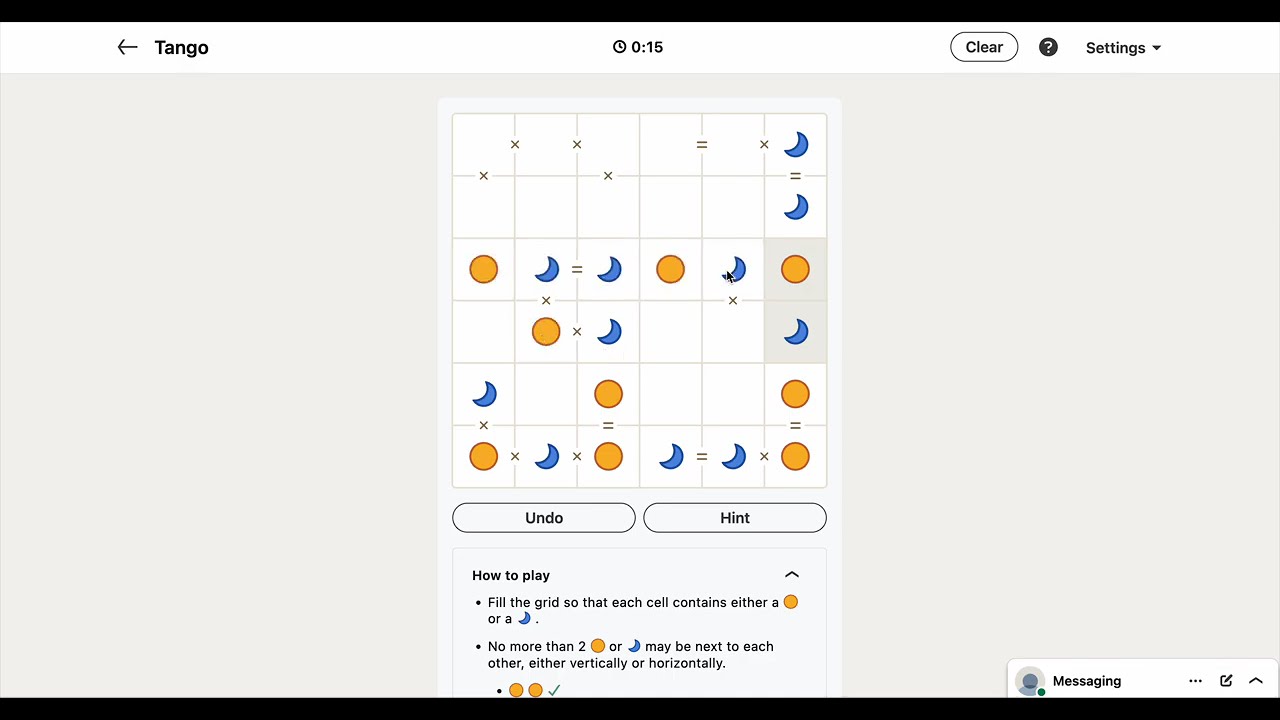 Tango
0:15
Clear
?
Settings
× × = ×
× × =
=
× ×
×
× = =
× × = ×
Undo
Hint
How to play
• Fill the grid so that each cell contains either a
or a .
• No more than 2 or may be next to each
other, either vertically or horizontally.
Messaging